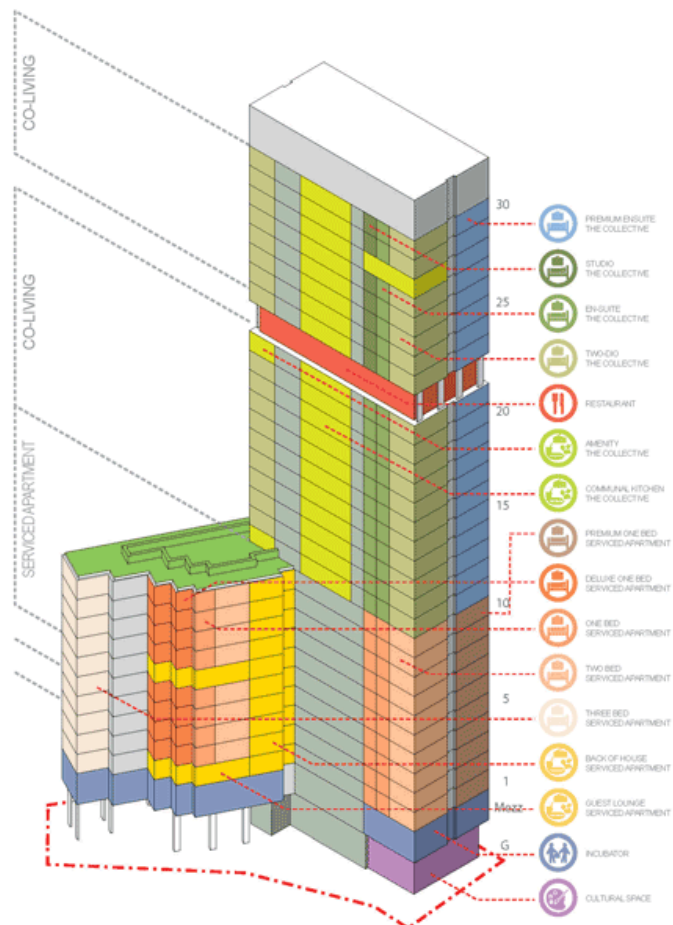 CO-LIVING
CO-LIVING
SERVICED APARTMENT
30
25
20
15
10
5
1
Mezz
G
PREMIUM ENSUITE
THE COLLECTIVE
STUDIO
THE COLLECTIVE
EN-SUITE
THE COLLECTIVE
TWO-DIO
THE COLLECTIVE
RESTAURANT
AMENITY
THE COLLECTIVE
COMMUNAL KITCHEN
THE COLLECTIVE
PREMIUM ONE BED
SERVICED APARTMENT
DELUXE ONE BED
SERVICED APARTMENT
ONE BED
SERVICED APARTMENT
TWO BED
SERVICED APARTMENT
THREE BED
SERVICED APARTMENT
BACK OF HOUSE
SERVICED APARTMENT
GUEST LOUNGE
SERVICED APARTMENT
INCUBATOR
CULTURAL SPACE